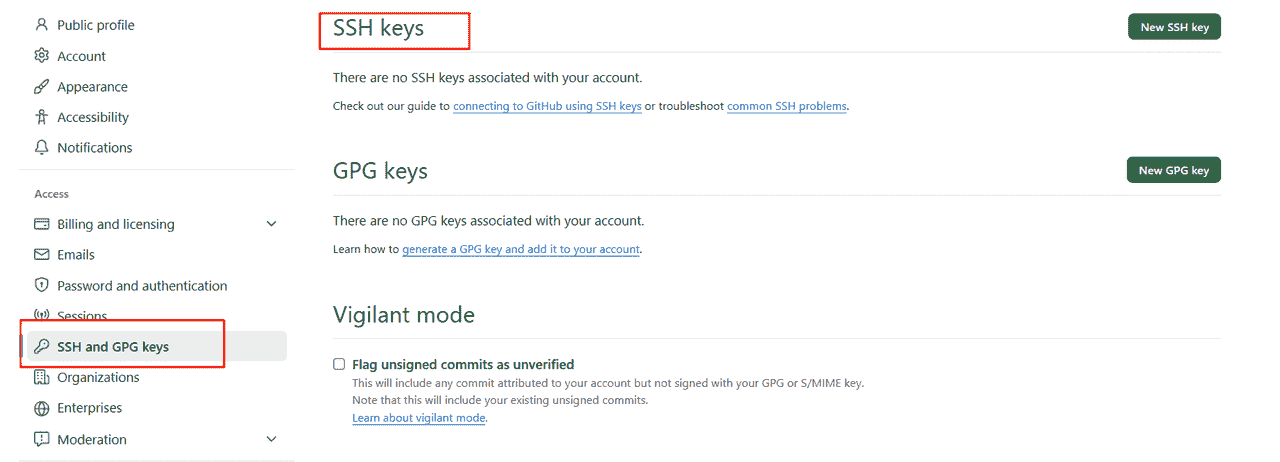 Public profile
Account
Appearance
Accessibility
Notifications
Access
Billing and licensing
Emails
Password and authentication
Sessions
SSH and GPG keys
Organizations
Enterprises
Moderation
SSH keys
New SSH key
There are no SSH keys associated with your account.
Check out our guide to connecting to GitHub using SSH keys or troubleshoot common SSH problems.
GPG keys
New GPG key
There are no GPG keys associated with your account.
Learn how to generate a GPG key and add it to your account.
Vigilant mode
Flag unsigned commits as unverified
This will include any commit attributed to your account but not signed with your GPG or S/MIME key.
Note that this will include your existing unsigned commits.
Learn about vigilant mode.